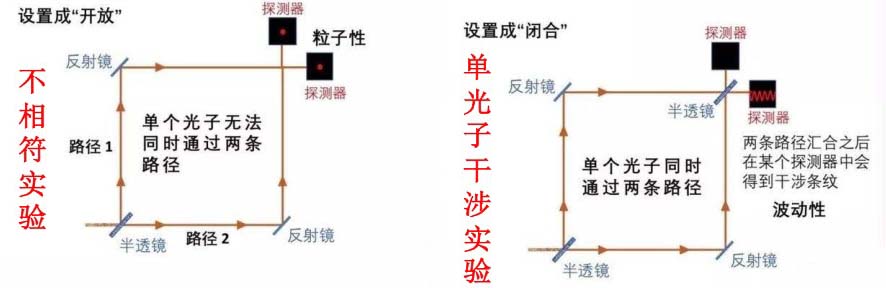 设置成“开放”
探测器
粒子性
反射镜
探测器
不相符实验
单个光子无法
同时通过两条
路径
路径 1
路径 2
半透镜
反射镜
设置成“闭合”
探测器
单光子干涉实验
反射镜
半透镜
探测器
两条路径汇合之后
在某个探测器中会
得到干涉条纹
单个光子同时
通过两条路径
波动性
半透镜
反射镜